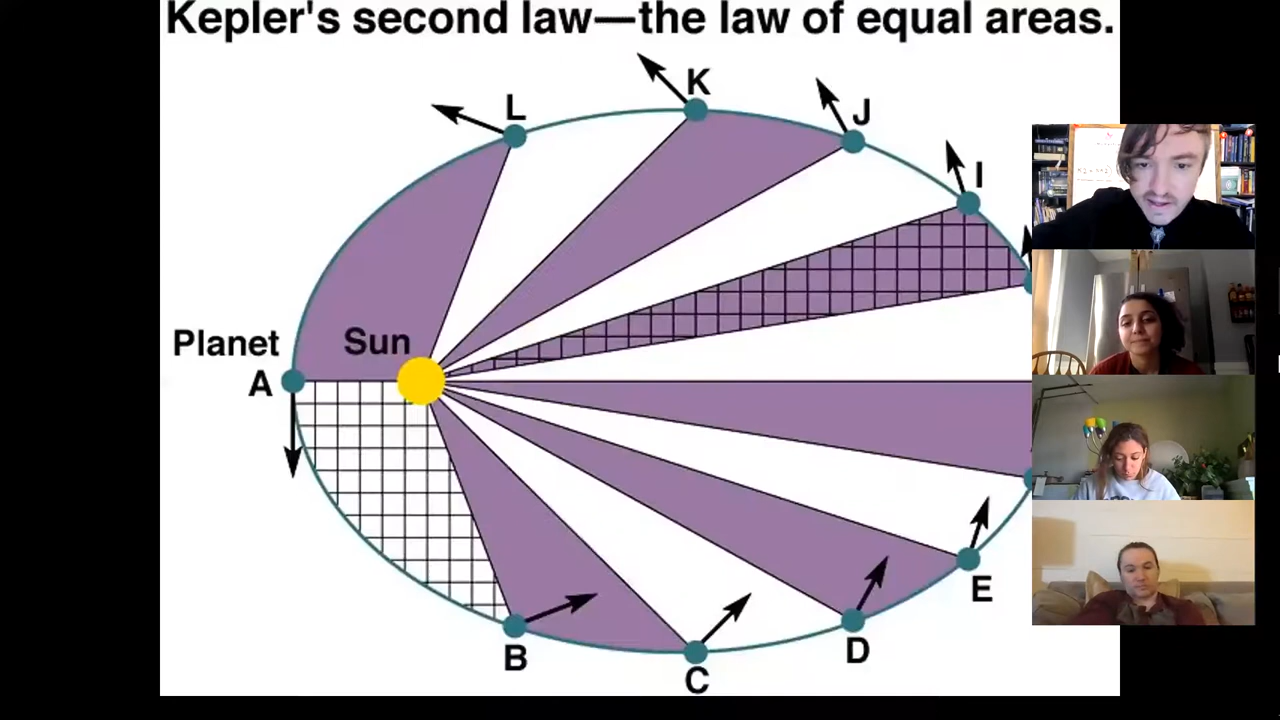 Kepler's second law—the law of equal areas.
K
L
J
I
Planet
Sun
A
E
B
D
C